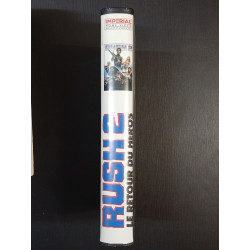 IMPERIAL
RUSH 2
LE RETOUR DU HEROS